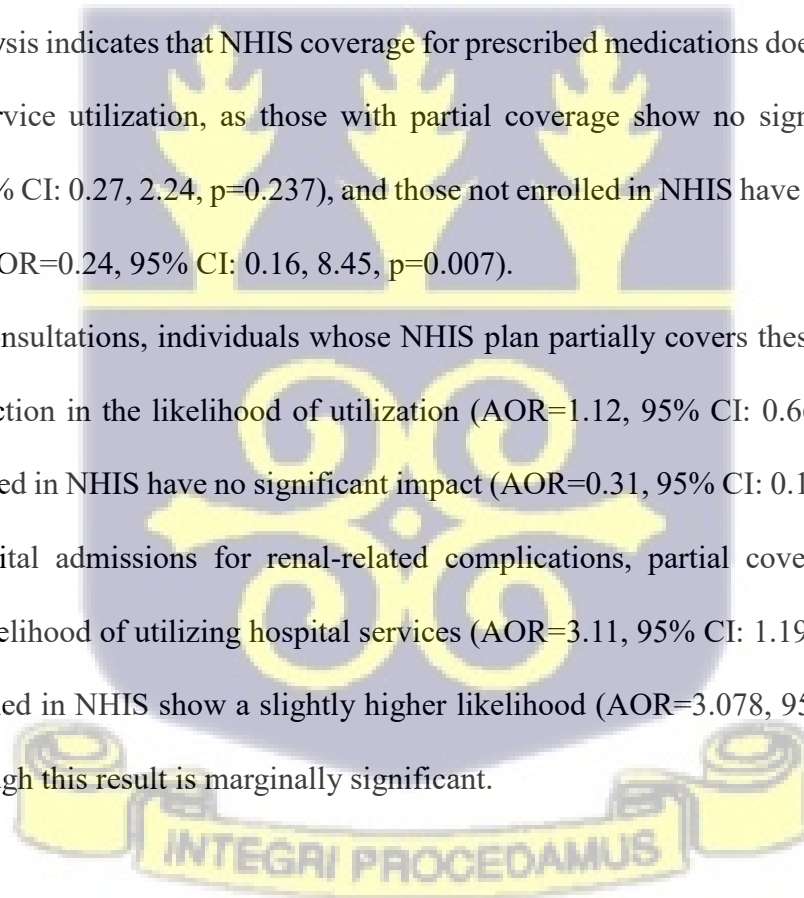 ysis indicates that NHIS coverage for prescribed medications doe
rvice utilization, as those with partial coverage show no sign
% CI: 0.27, 2.24, p=0.237), and those not enrolled in NHIS have
OR=0.24, 95% CI: 0.16, 8.45, p=0.007).
onsultations, individuals whose NHIS plan partially covers thes
ction in the likelihood of utilization (AOR=1.12, 95% CI: 0.6
ed in NHIS have no significant impact (AOR=0.31, 95% CI: 0.1
ital admissions for renal-related complications, partial cove
elihood of utilizing hospital services (AOR=3.11, 95% CI: 1.19
ed in NHIS show a slightly higher likelihood (AOR=3.078, 95
gh this result is marginally significant.
INTEGRI PROCEDAMUS